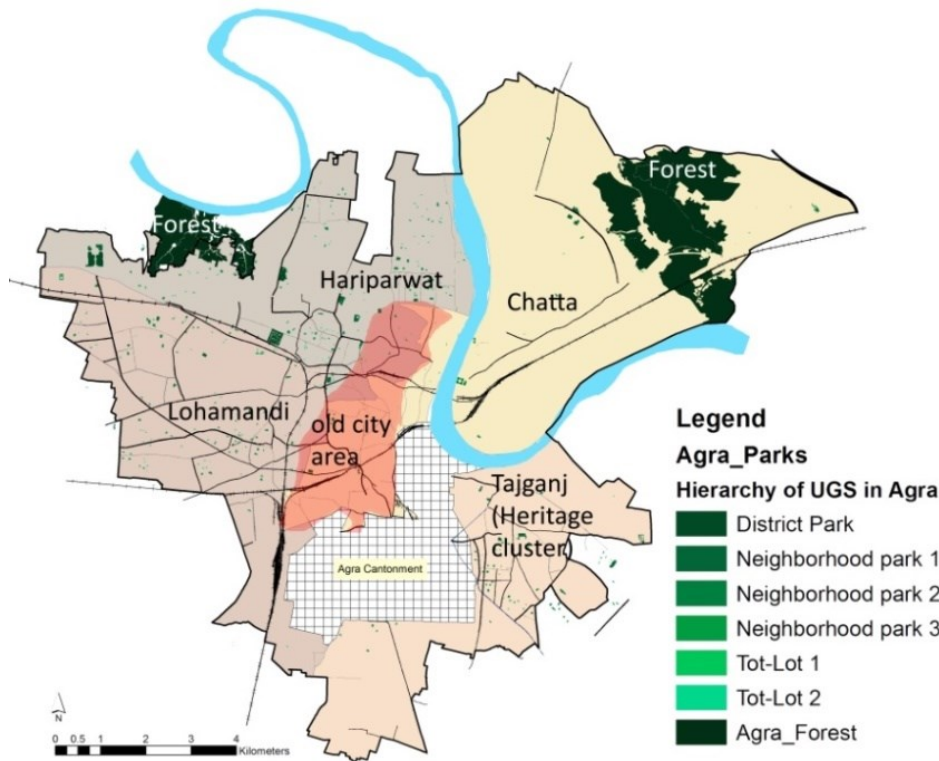 Forest
Forest
Hariparwat
Chatta
Lohamandi
old city
area
Tajganj
(Heritage
cluster)
Agra Cantonment
Legend
Agra_Parks
Hierarchy of UGS in Agra
District Park
Neighborhood park 1
Neighborhood park 2
Neighborhood park 3
Tot-Lot 1
Tot-Lot 2
Agra_Forest
N
0 0.5 1 2 3 4
Kilometers